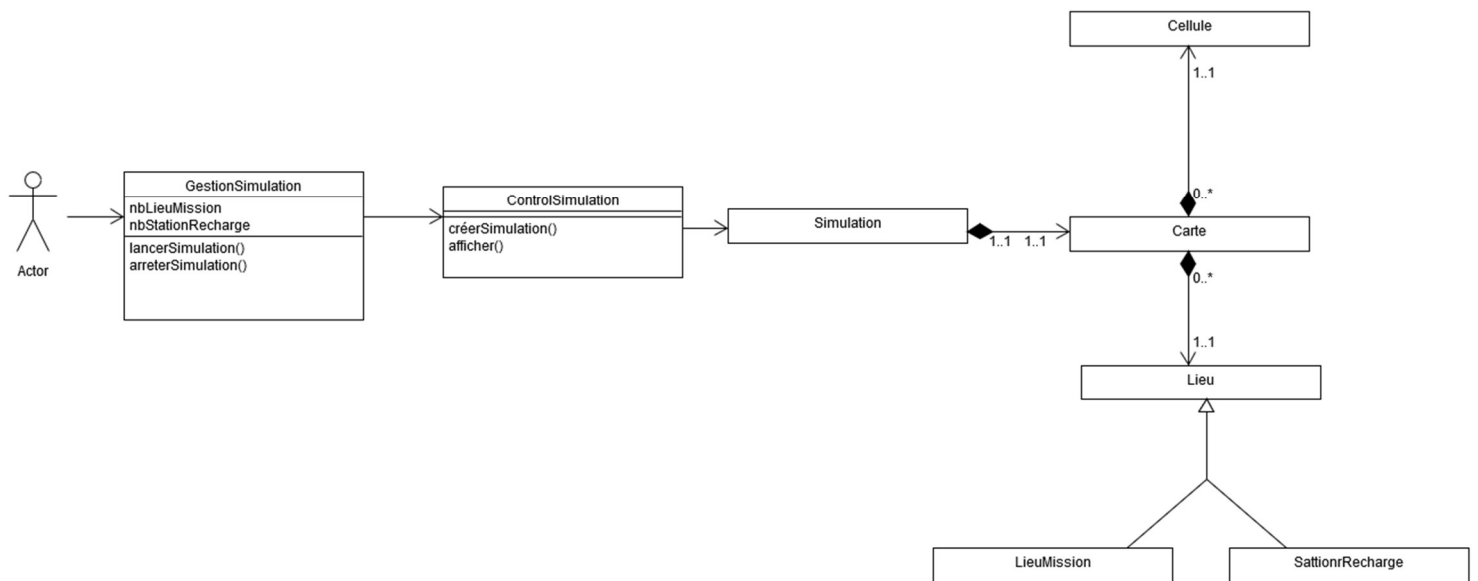 Actor
GestionSimulation
nbLieuMission
nbStationRecharge
lancerSimulation()
arreterSimulation()
ControlSimulation
créerSimulation()
afficher()
Simulation
1..1
1..1
Cellule
1..1
0..*
Carte
0..*
1..1
Lieu
LieuMission
SattionrRecharge